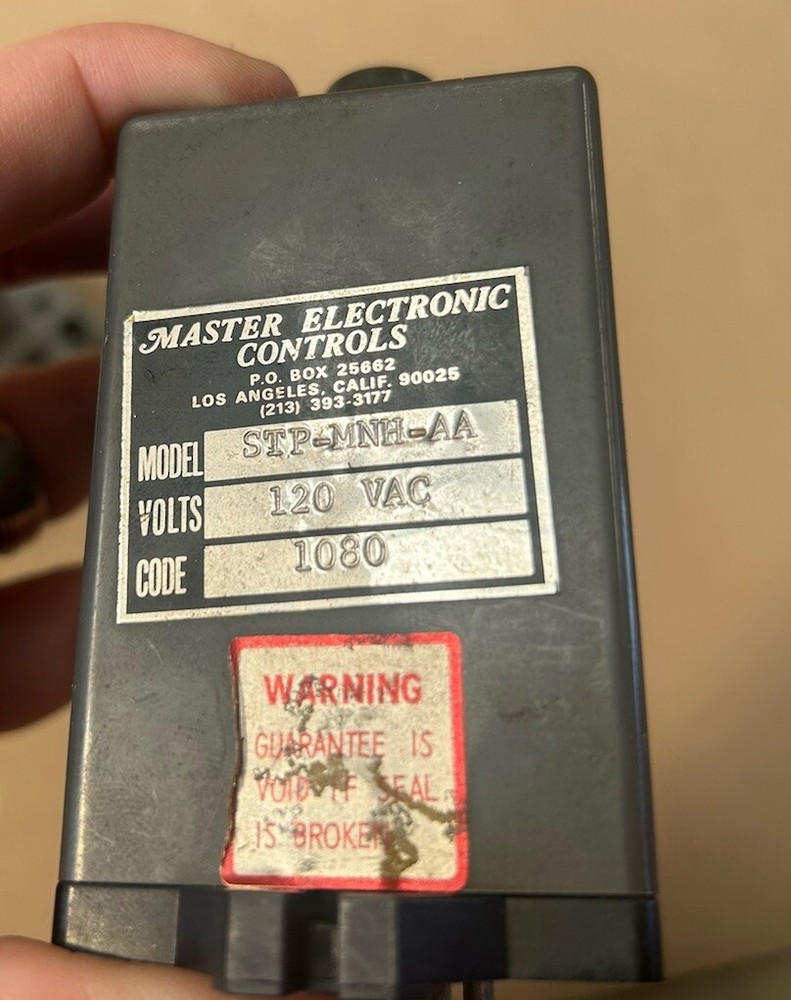 MASTER ELECTRONIC
CONTROLS
P.O. BOX 25662
LOS ANGELES, CALIF. 90025
(213) 393-3177
MODEL STP-MNH-AA
VOLTS 120 VAC
CODE 1080
WARNING
GUARANTEE IS
VOID IF SEAL
IS BROKEN